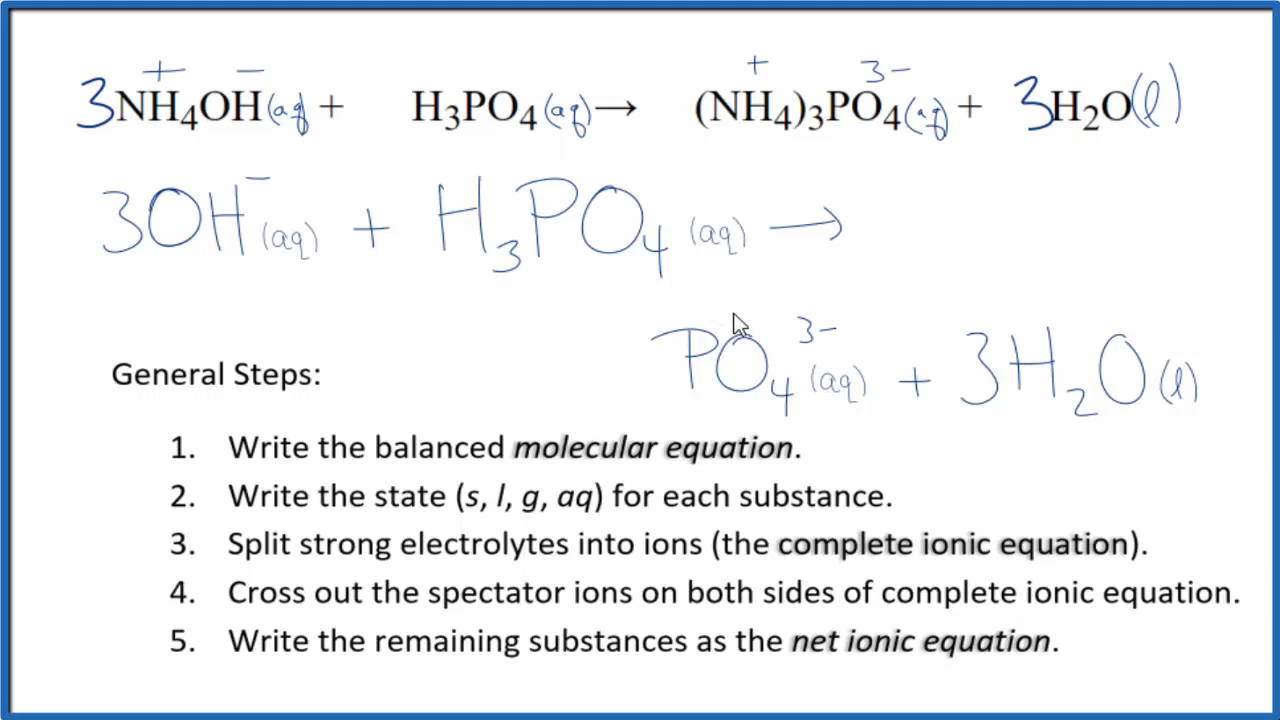 + − + 3−
3NH₄OH(aq) + H₃PO₄(aq) → (NH₄)₃PO₄(aq) + 3H₂O(l)
3OH⁻(aq) + H₃PO₄(aq) →
PO₄³⁻(aq) + 3H₂O(l)
General Steps:
1. Write the balanced molecular equation.
2. Write the state (s, l, g, aq) for each substance.
3. Split strong electrolytes into ions (the complete ionic equation).
4. Cross out the spectator ions on both sides of complete ionic equation.
5. Write the remaining substances as the net ionic equation.